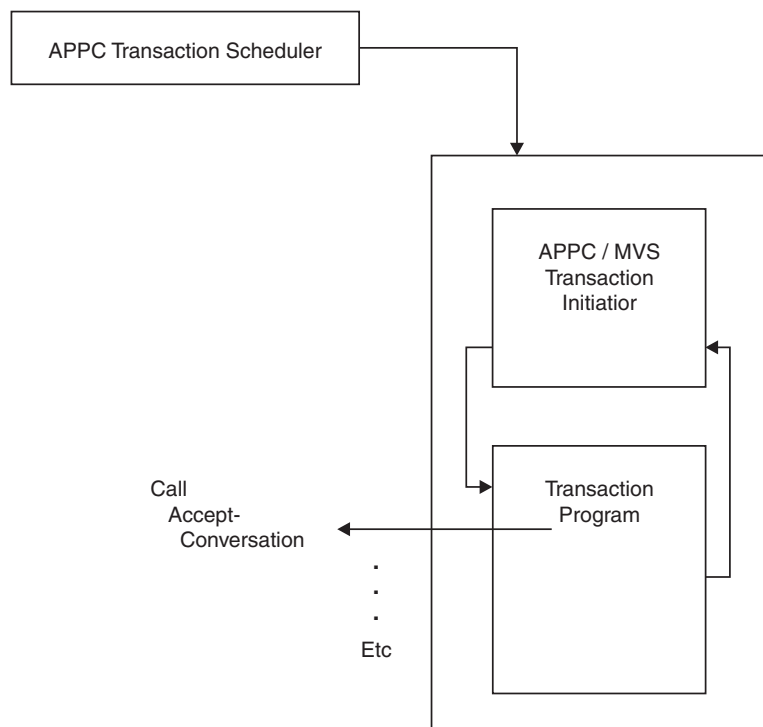 APPC Transaction Scheduler
APPC / MVS
Transaction
Initiatior
Transaction
Program
Call
Accept-
Conversation
.
.
.
Etc